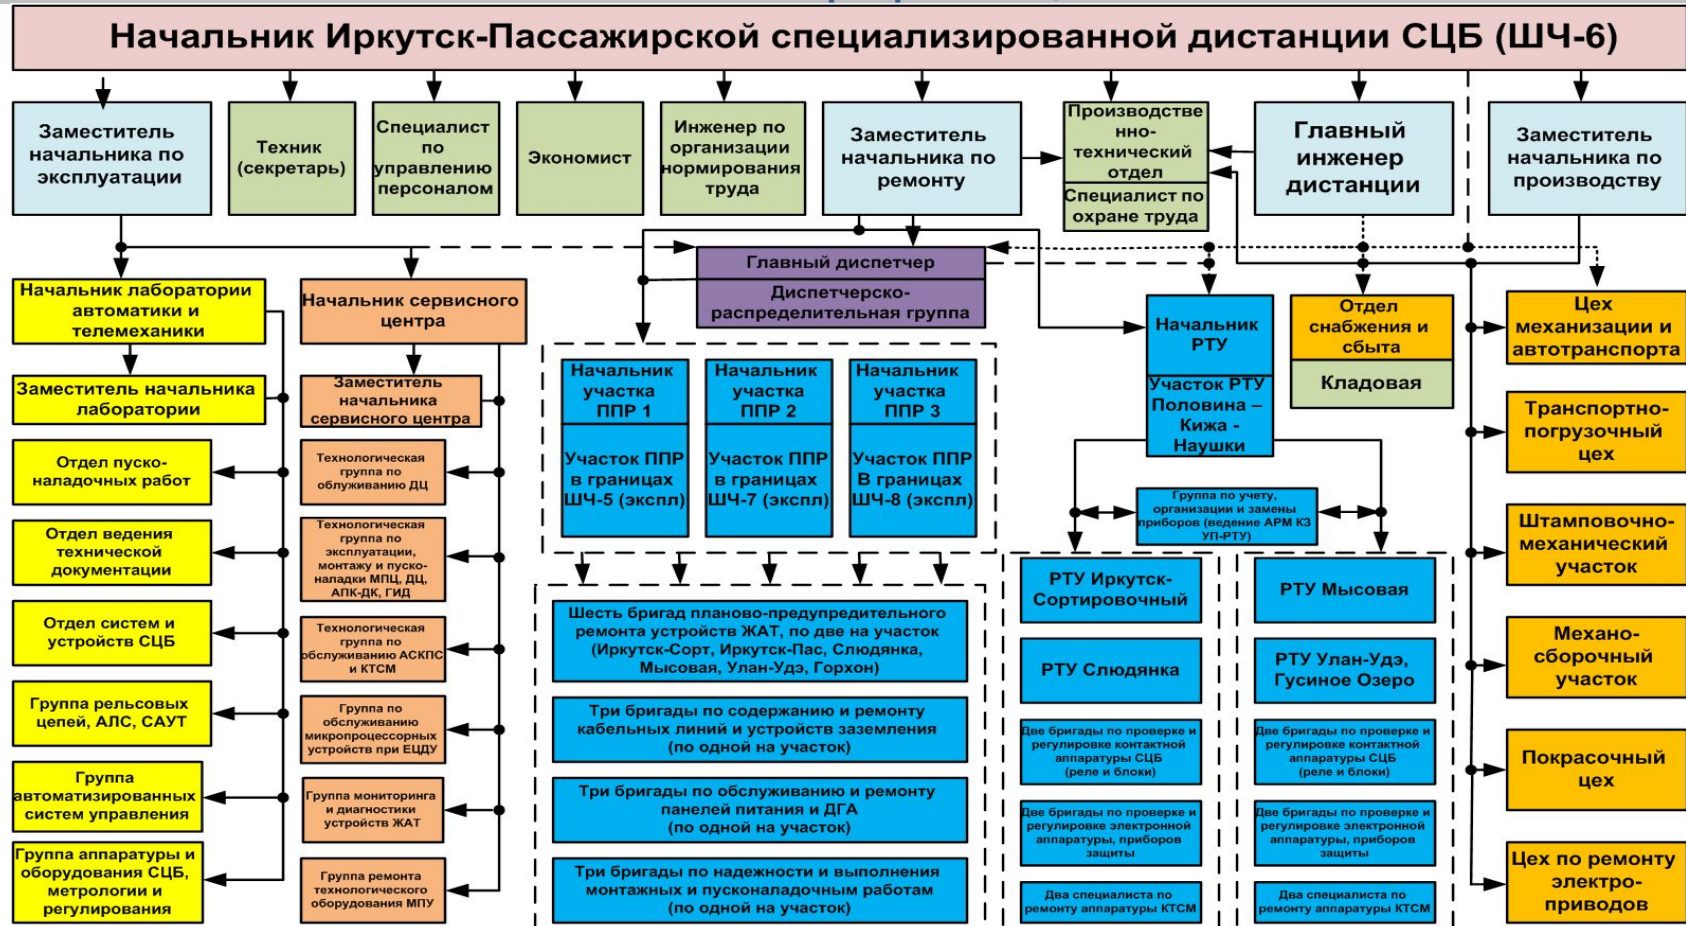 Начальник Иркутск-Пассажирской специализированной дистанции СЦБ (ШЧ-6)
Заместитель
начальника по
эксплуатации
Техник
(секретарь)
Специалист
по
управлению
персоналом
Экономист
Инженер по
организации
нормирования
труда
Заместитель
начальника по
ремонту
Производстве
нно-
технический
отдел
Специалист по
охране труда
Главный
инженер
дистанции
Заместитель
начальника по
производству
Главный диспетчер
Диспетчерско-
распределительная группа
Начальник лаборатории
автоматики и
телемеханики
Заместитель начальника
лаборатории
Отдел пуско-
наладочных работ
Отдел ведения
технической
документации
Отдел систем и
устройств СЦБ
Группа рельсовых
цепей, АЛС, САУТ
Группа
автоматизированных
систем управления
Группа аппаратуры и
оборудования СЦБ,
метрологии и
регулирования
Начальник сервисного
центра
Заместитель
начальника
сервисного центра
Технологическая
группа по
облуживанию ДЦ
Технологическая
группа по
эксплуатации,
монтажу и пуско-
наладки МПЦ, ДЦ,
АПК-ДК, ГИД
Технологическая
группа по
обслуживанию АСКПС
и КТСМ
Группа по
обслуживанию
микропроцессорных
устройств при ЕЦДУ
Группа мониторинга
и диагностики
устройств ЖАТ
Группа ремонта
технологического
оборудования МПУ
Начальник
участка
ППР 1
Участок ППР
в границах
ШЧ-5 (экспл)
Начальник
участка
ППР 2
Участок ППР
в границах
ШЧ-7 (экспл)
Начальник
участка
ППР 3
Участок ППР
В границах
ШЧ-8 (экспл)
Шесть бригад планово-предупредительного
ремонта устройств ЖАТ, по две на участок
(Иркутск-Сорт, Иркутск-Пас, Слюдянка,
Мысовая, Улан-Удэ, Горхон)
Три бригады по содержанию и ремонту
кабельных линий и устройств заземления
(по одной на участок)
Три бригады по обслуживанию и ремонту
панелей питания и ДГА
(по одной на участок)
Три бригады по надежности и выполнения
монтажных и пусконаладочным работам
(по одной на участок)
Начальник
РТУ
Участок РТУ
Половина –
Кижа -
Наушки
Группа по учету,
организации и замены
приборов (ведение АРМ КЗ
УП-РТУ)
РТУ Иркутск-
Сортировочный
РТУ Слюдянка
Две бригады по проверке и
регулировке контактной
аппаратуры СЦБ
(реле и блоки)
Две бригады по проверке и
регулировке электронной
аппаратуры, приборов
защиты
Два специалиста по
ремонту аппаратуры КТСМ
РТУ Мысовая
РТУ Улан-Удэ,
Гусиное Озеро
Две бригады по проверке и
регулировке контактной
аппаратуры СЦБ
(реле и блоки)
Две бригады по проверке и
регулировке электронной
аппаратуры, приборов
защиты
Два специалиста по
ремонту аппаратуры КТСМ
Отдел
снабжения и
сбыта
Кладовая
Цех
механизации и
автотранспорта
Транспортно-
погрузочный
цех
Штамповочно-
механический
участок
Механо-
сборочный
участок
Покрасочный
цех
Цех по ремонту
электро-
приводов